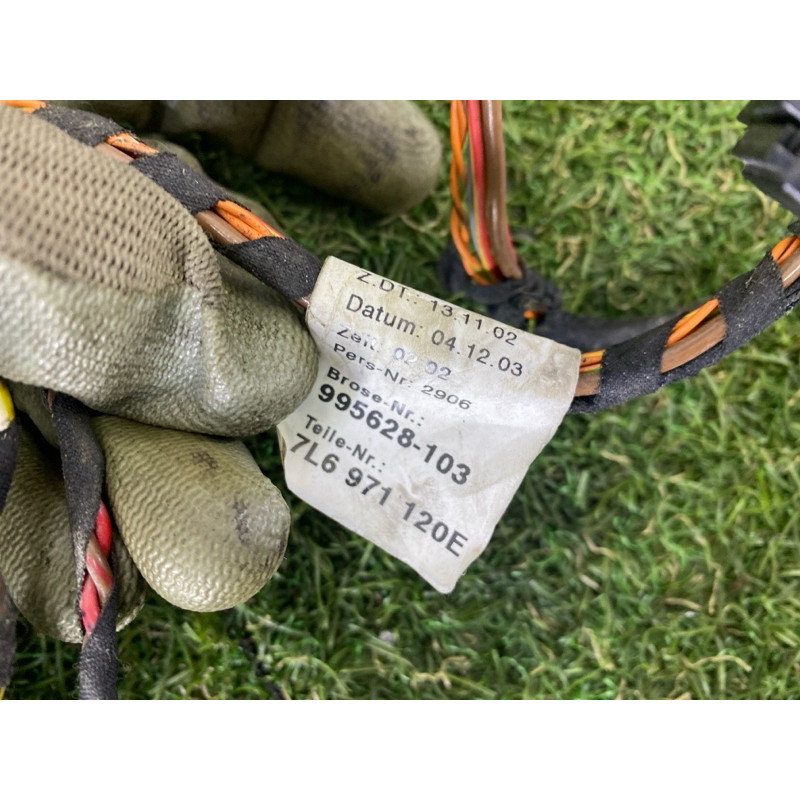 Z.DT.: 13.11.02
Datum: 04.12.03
Zeit: 02:02
Pers-Nr: 2906
Brose-Nr.:
995628-103
Teile-Nr.:
7L6 971 120E